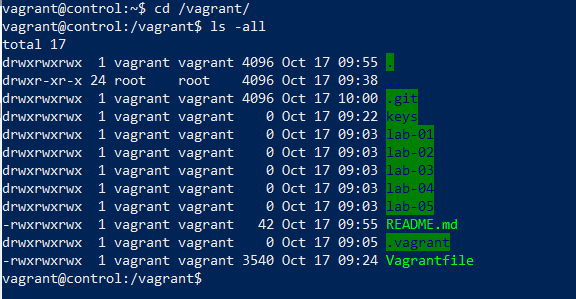 vagrant@control:~$ cd /vagrant/
vagrant@control:/vagrant$ ls -all
total 17
drwxrwxrwx  1 vagrant vagrant 4096 Oct 17 09:55 .
drwxr-xr-x 24 root    root    4096 Oct 17 09:38
drwxrwxrwx  1 vagrant vagrant 4096 Oct 17 10:00 .git
drwxrwxrwx  1 vagrant vagrant    0 Oct 17 09:22 keys
drwxrwxrwx  1 vagrant vagrant    0 Oct 17 09:03 lab-01
drwxrwxrwx  1 vagrant vagrant    0 Oct 17 09:03 lab-02
drwxrwxrwx  1 vagrant vagrant    0 Oct 17 09:03 lab-03
drwxrwxrwx  1 vagrant vagrant    0 Oct 17 09:03 lab-04
drwxrwxrwx  1 vagrant vagrant    0 Oct 17 09:03 lab-05
-rwxrwxrwx  1 vagrant vagrant   42 Oct 17 09:55 README.md
drwxrwxrwx  1 vagrant vagrant    0 Oct 17 09:05 .vagrant
-rwxrwxrwx  1 vagrant vagrant 3540 Oct 17 09:24 Vagrantfile
vagrant@control:/vagrant$